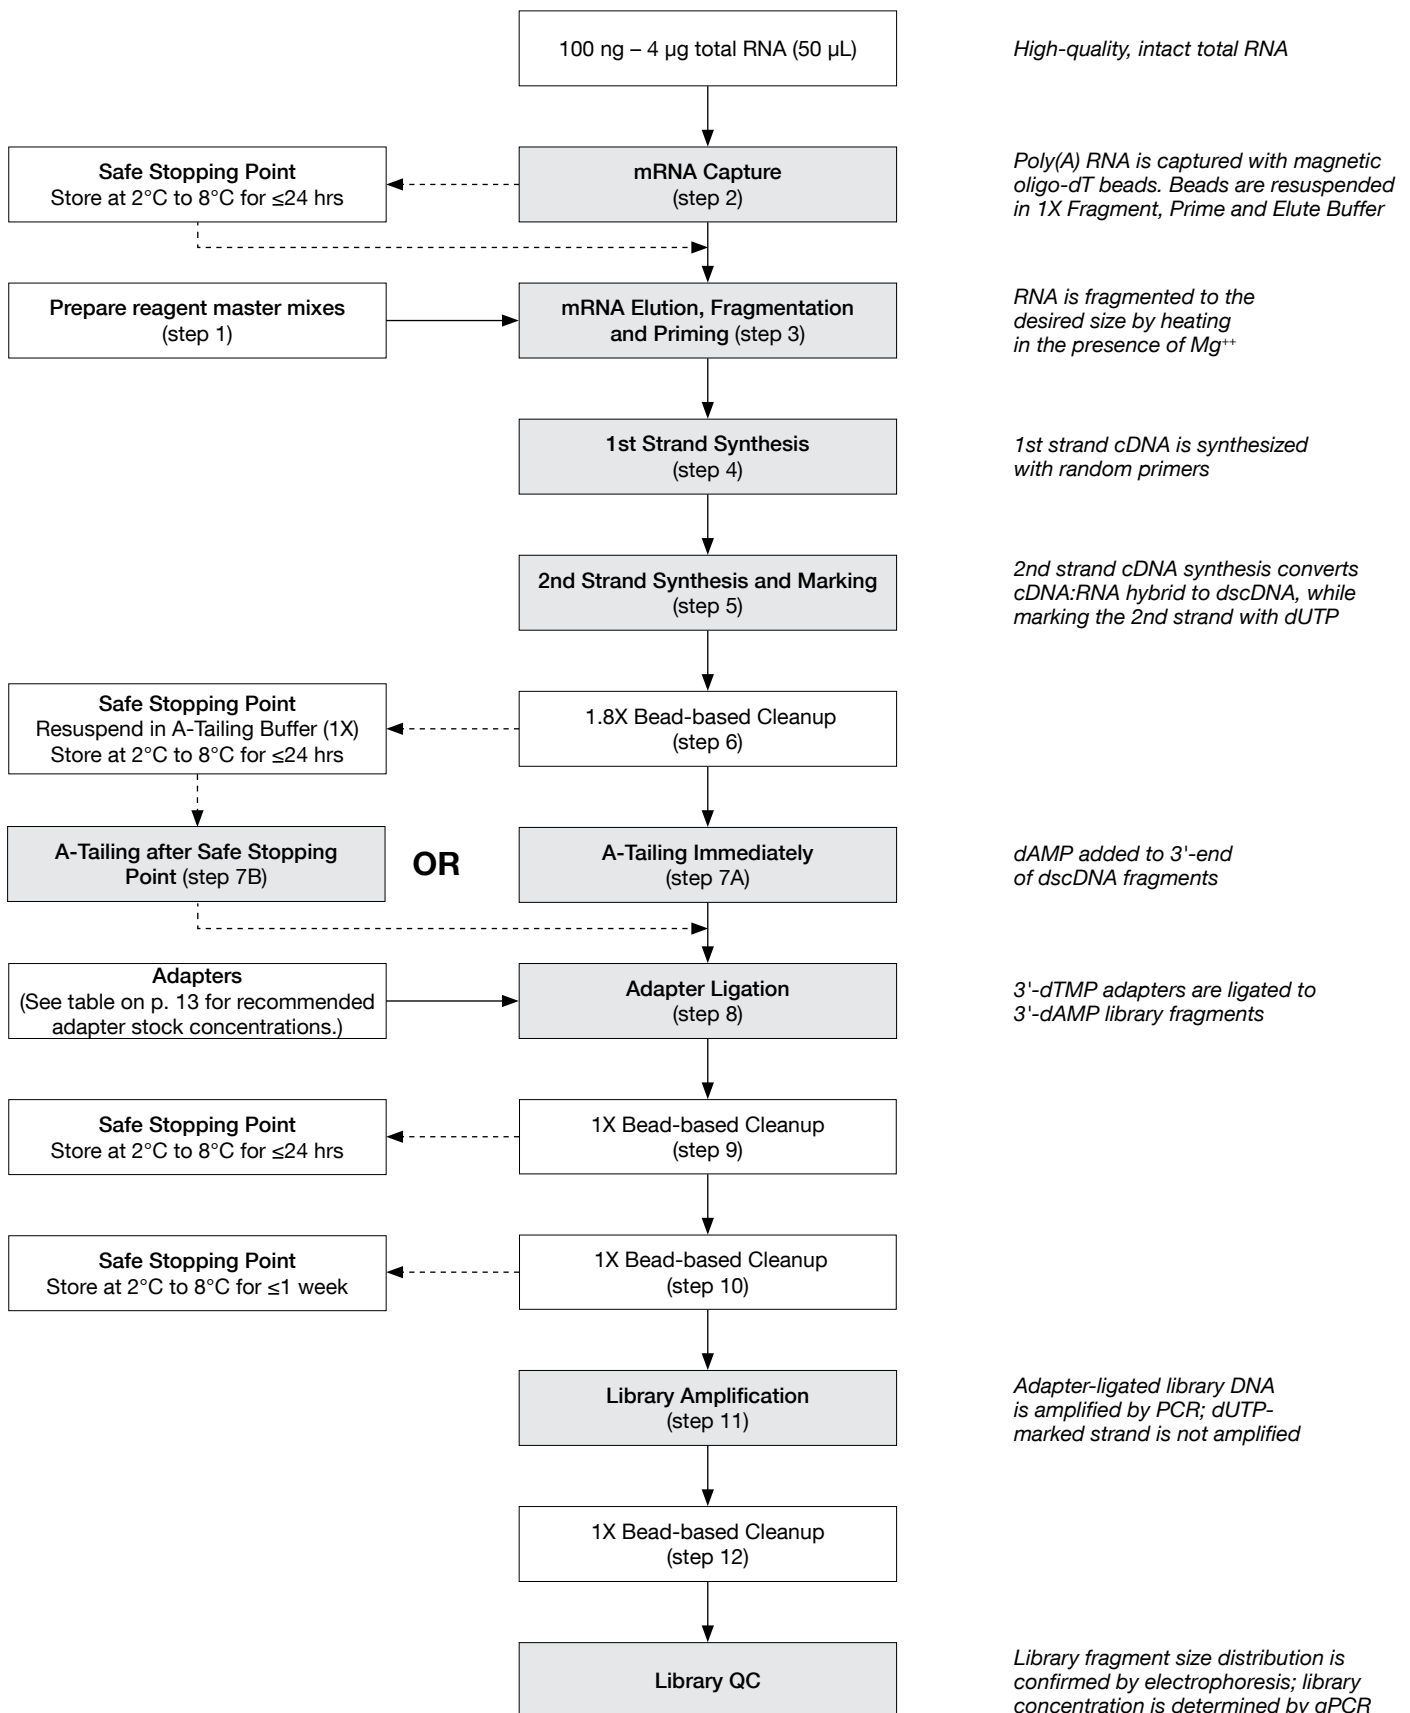 100 ng – 4 µg total RNA (50 µL)
High-quality, intact total RNA
Safe Stopping Point
Store at 2°C to 8°C for ≤24 hrs
mRNA Capture
(step 2)
Poly(A) RNA is captured with magnetic
oligo-dT beads. Beads are resuspended
in 1X Fragment, Prime and Elute Buffer
Prepare reagent master mixes
(step 1)
mRNA Elution, Fragmentation
and Priming (step 3)
RNA is fragmented to the
desired size by heating
in the presence of Mg⁺⁺
1st Strand Synthesis
(step 4)
1st strand cDNA is synthesized
with random primers
2nd Strand Synthesis and Marking
(step 5)
2nd strand cDNA synthesis converts
cDNA:RNA hybrid to dscDNA, while
marking the 2nd strand with dUTP
Safe Stopping Point
Resuspend in A-Tailing Buffer (1X)
Store at 2°C to 8°C for ≤24 hrs
1.8X Bead-based Cleanup
(step 6)
A-Tailing after Safe Stopping
Point (step 7B)
OR
A-Tailing Immediately
(step 7A)
dAMP added to 3'-end
of dscDNA fragments
Adapters
(See table on p. 13 for recommended
adapter stock concentrations.)
Adapter Ligation
(step 8)
3'-dTMP adapters are ligated to
3'-dAMP library fragments
Safe Stopping Point
Store at 2°C to 8°C for ≤24 hrs
1X Bead-based Cleanup
(step 9)
Safe Stopping Point
Store at 2°C to 8°C for ≤1 week
1X Bead-based Cleanup
(step 10)
Library Amplification
(step 11)
Adapter-ligated library DNA
is amplified by PCR; dUTP-
marked strand is not amplified
1X Bead-based Cleanup
(step 12)
Library QC
Library fragment size distribution is
confirmed by electrophoresis; library
concentration is determined by qPCR